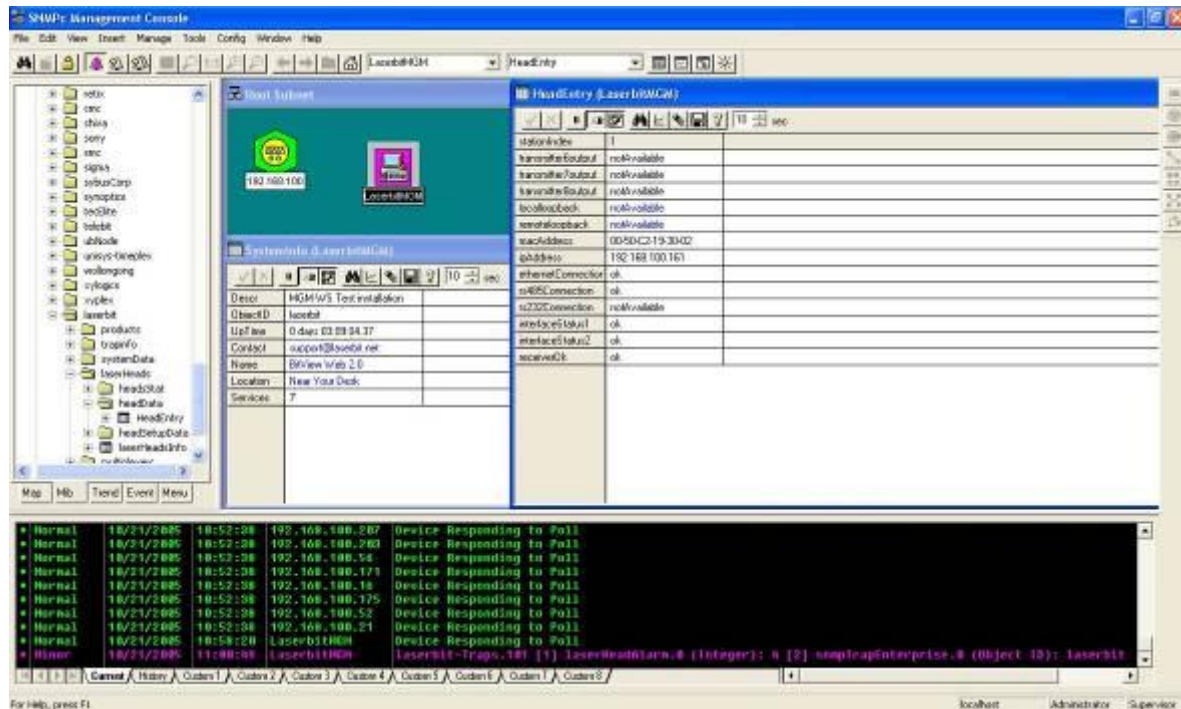 SNMPc Management Console
File Edit View Insert Manage Tools Config Window Help
LaserbitMGM HeadEntry
retix
cmc
shiva
sony
smc
sigma
sybusCorp
synoptics
tecElite
telebit
ubNode
unisys-timeplex
wollongong
xylogics
xyplex
laserbit
products
trapinfo
systemData
laserHeads
headsStat
headData
HeadEntry
headSetupData
laserHeadsInfo
Map Mib Trend Event Menu
Root Subnet
192.168.100
LaserbitMGM
SystemInfo (LaserbitMGM)
10 sec
Descr MGM WS Test installation
ObjectID laserbit
UpTime 0 days 03:09:04.37
Contact support@laserbit.net
Name BitView Web 2.0
Location Near Your Desk
Services 7
HeadEntry (LaserbitMGM)
10 sec
stationIndex 1
transmitter6output notAvailable
transmitter7output notAvailable
transmitter8output notAvailable
localloopback notAvailable
remoteloopback notAvailable
macAddress 00-50-C2-19-30-02
ipAddress 192.168.100.161
ethernetConnection ok
rs485Connection ok
rs232Connection notAvailable
interfaceStatus1 ok
interfaceStatus2 ok
receiverOk ok
Normal 10/21/2005 10:52:38 192.168.100.207 Device Responding to Poll
Normal 10/21/2005 10:52:38 192.168.100.203 Device Responding to Poll
Normal 10/21/2005 10:52:38 192.168.100.54 Device Responding to Poll
Normal 10/21/2005 10:52:38 192.168.100.171 Device Responding to Poll
Normal 10/21/2005 10:52:38 192.168.100.16 Device Responding to Poll
Normal 10/21/2005 10:52:38 192.168.100.175 Device Responding to Poll
Normal 10/21/2005 10:52:38 192.168.100.52 Device Responding to Poll
Normal 10/21/2005 10:52:38 192.168.100.21 Device Responding to Poll
Normal 10/21/2005 10:58:20 LaserbitMGM Device Responding to Poll
Minor 10/21/2005 LaserbitMGM laserbit-Traps.101 [1] laserHeadAlarm.0 (Integer): [2] snmpTrapEnterprise.0 (Object ID): laserbit
Current History Custom 1 Custom 2 Custom 3 Custom 4 Custom 5 Custom 6 Custom 7 Custom 8
For Help, press F1 localhost Administrator Supervisor